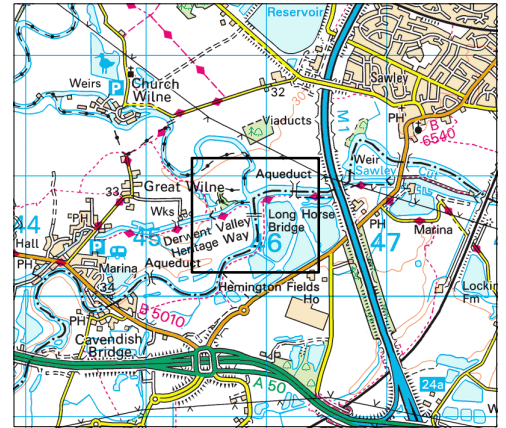 Reservoir
Weirs
P
Church
Wilne
Sawley
32
30
Viaducts
M 1
PH
B
6540
Weir
Sawley
Cut
Aqueduct
Great Wilne
33
Wks
Derwent Valley
Heritage Way
Long Horse
Bridge
44
45
46
47
PH
Marina
Hall
PH
P
Marina
Aqueduct
34
PH
B 5010
Cavendish
Bridge
Hemington Fields
Ho
Lockin
Fm
A 50
24a
W